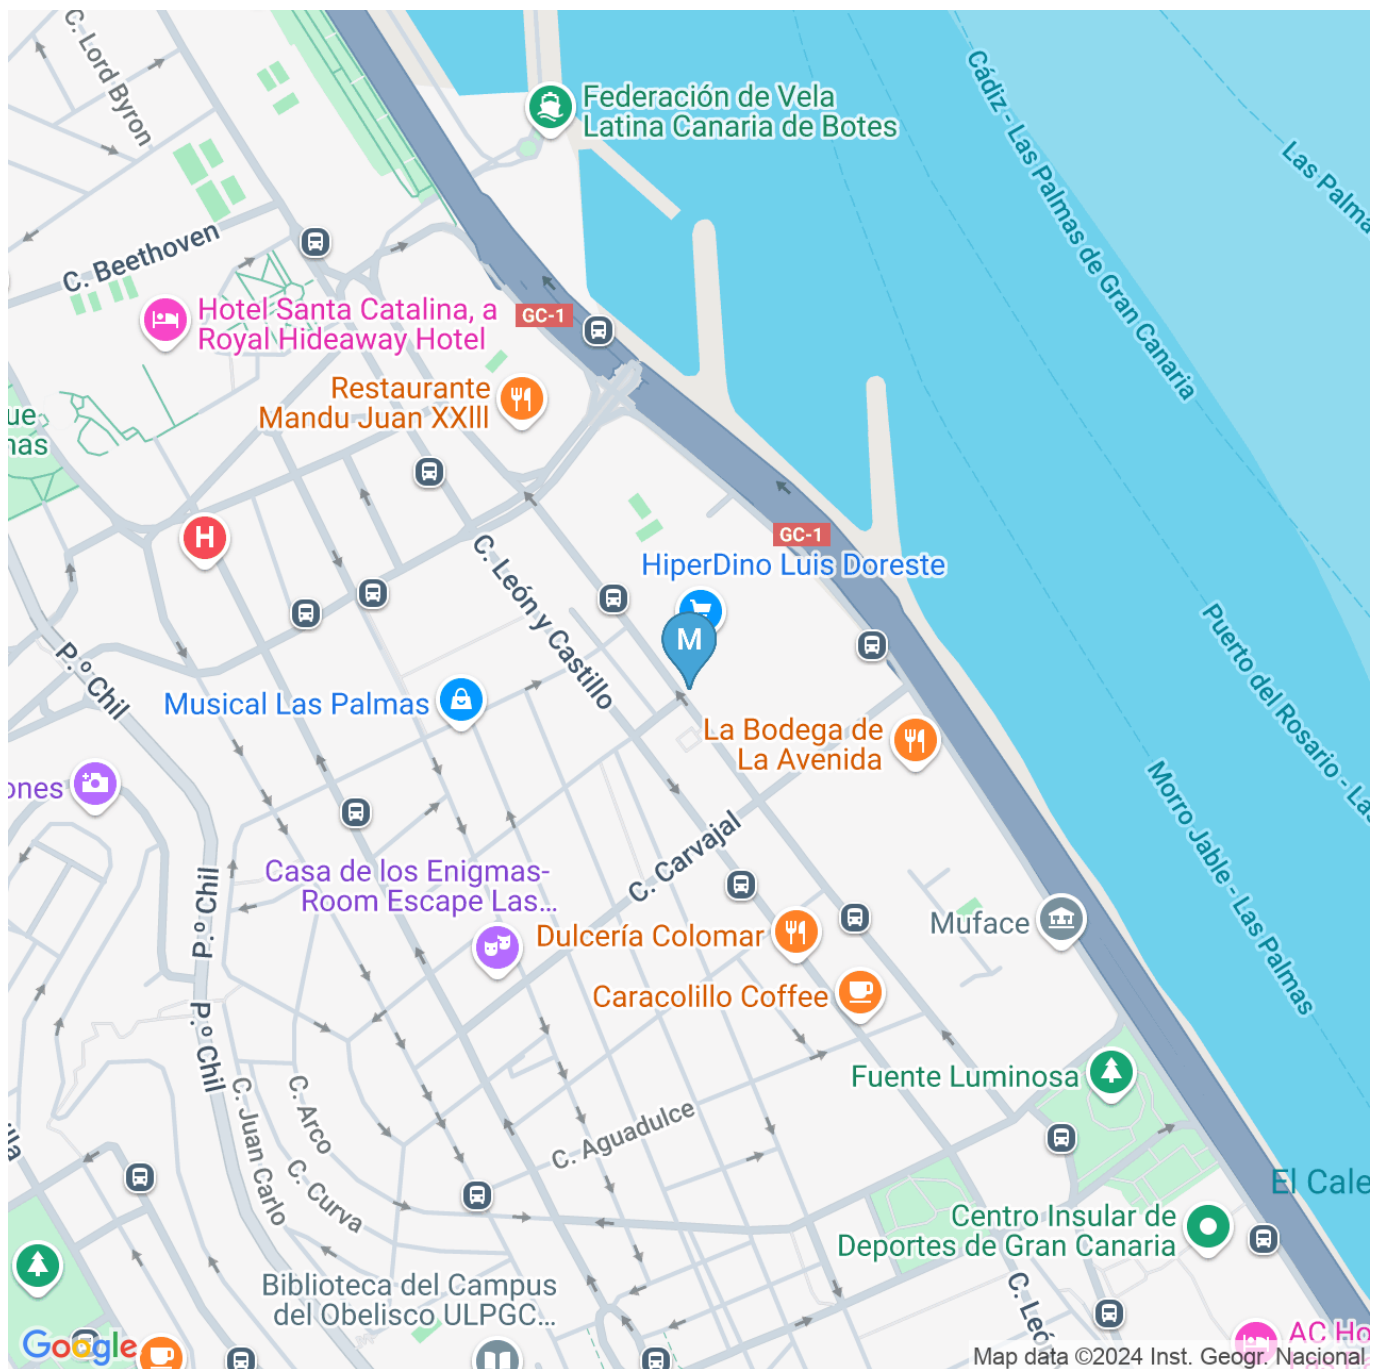 C. Lord Byron
Federación de Vela
Latina Canaria de Botes
Cádiz - Las Palmas de Gran Canaria
Las Palma
C. Beethoven
Hotel Santa Catalina, a
Royal Hideaway Hotel
GC-1
Restaurante
Mandu Juan XXIII
ue
mas
H
GC-1
HiperDino Luis Doreste
C. León y Castillo
M
P.º Chil
Musical Las Palmas
La Bodega de
La Avenida
Puerto del Rosario - Las
Morro Jable - Las Palmas
ones
C. Carvajal
Casa de los Enigmas-
Room Escape Las...
P.º Chil
Dulcería Colomar
Muface
Caracolillo Coffee
P.º Chil
Fuente Luminosa
C. Arco
C. Juan Carlo
C. Aguadulce
C. Curva
El Cale
Centro Insular de
Deportes de Gran Canaria
Biblioteca del Campus
del Obelisco ULPGC...
C. León
AC Ho
Google
Map data ©2024 Inst. Geogr. Nacional